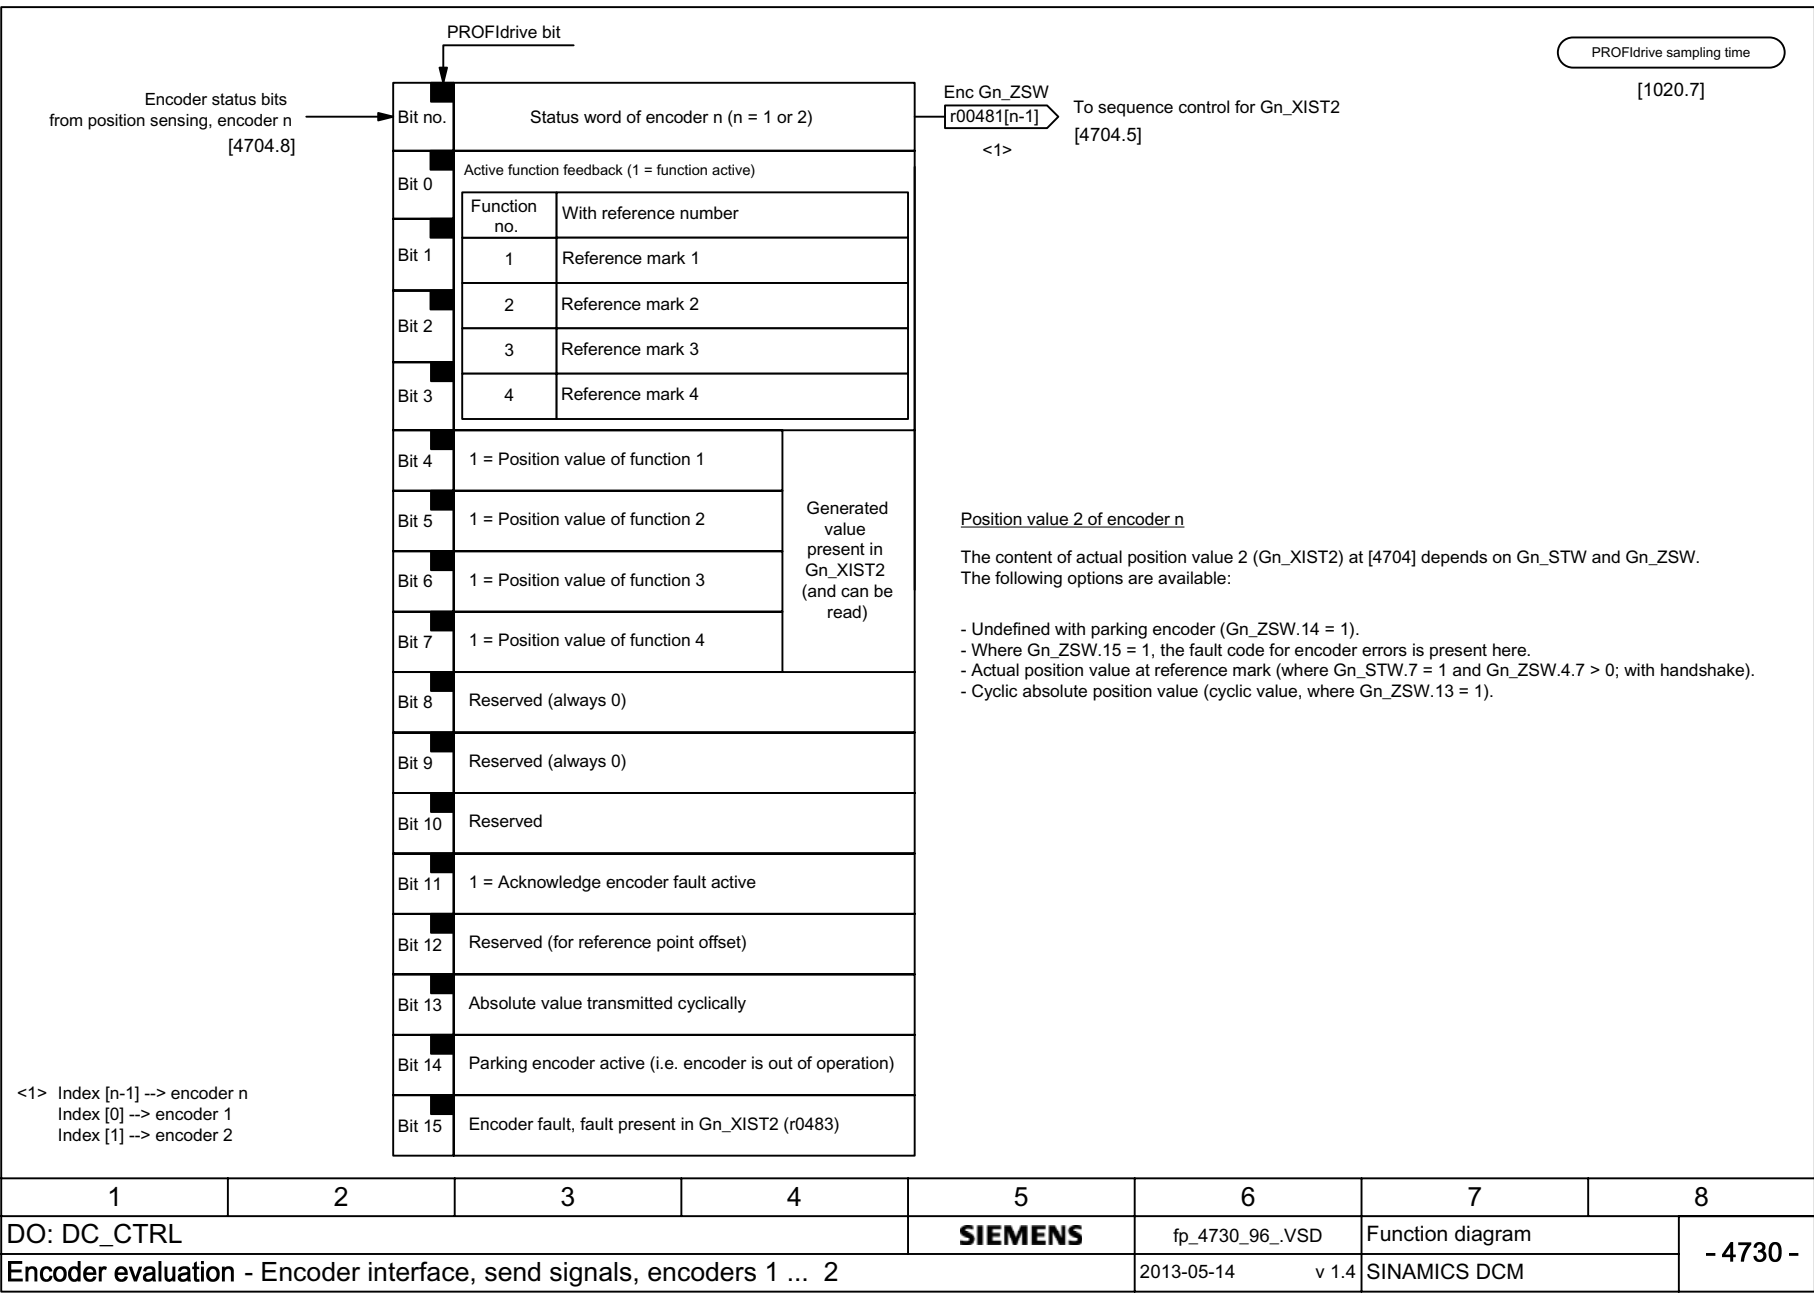 PROFIdrive bit
PROFIdrive sampling time
[1020.7]
Encoder status bits
from position sensing, encoder n
[4704.8]
Bit no.
Status word of encoder n (n = 1 or 2)
Enc Gn_ZSW
r00481[n-1]
<1>
To sequence control for Gn_XIST2
[4704.5]
Bit 0
Active function feedback (1 = function active)
Function
no.
With reference number
Bit 1
1 Reference mark 1
Bit 2
2 Reference mark 2
3 Reference mark 3
Bit 3
4 Reference mark 4
Bit 4 1 = Position value of function 1
Bit 5 1 = Position value of function 2
Bit 6 1 = Position value of function 3
Bit 7 1 = Position value of function 4
Generated
value
present in
Gn_XIST2
(and can be
read)
Position value 2 of encoder n
The content of actual position value 2 (Gn_XIST2) at [4704] depends on Gn_STW and Gn_ZSW.
The following options are available:
- Undefined with parking encoder (Gn_ZSW.14 = 1).
- Where Gn_ZSW.15 = 1, the fault code for encoder errors is present here.
- Actual position value at reference mark (where Gn_STW.7 = 1 and Gn_ZSW.4.7 > 0; with handshake).
- Cyclic absolute position value (cyclic value, where Gn_ZSW.13 = 1).
Bit 8 Reserved (always 0)
Bit 9 Reserved (always 0)
Bit 10 Reserved
Bit 11 1 = Acknowledge encoder fault active
Bit 12 Reserved (for reference point offset)
Bit 13 Absolute value transmitted cyclically
Bit 14 Parking encoder active (i.e. encoder is out of operation)
Bit 15 Encoder fault, fault present in Gn_XIST2 (r0483)
<1> Index [n-1] --> encoder n
Index [0] --> encoder 1
Index [1] --> encoder 2
1 2 3 4 5 6 7 8
DO: DC_CTRL
SIEMENS
fp_4730_96_.VSD
Function diagram
- 4730 -
Encoder evaluation - Encoder interface, send signals, encoders 1 ... 2
2013-05-14 v 1.4
SINAMICS DCM